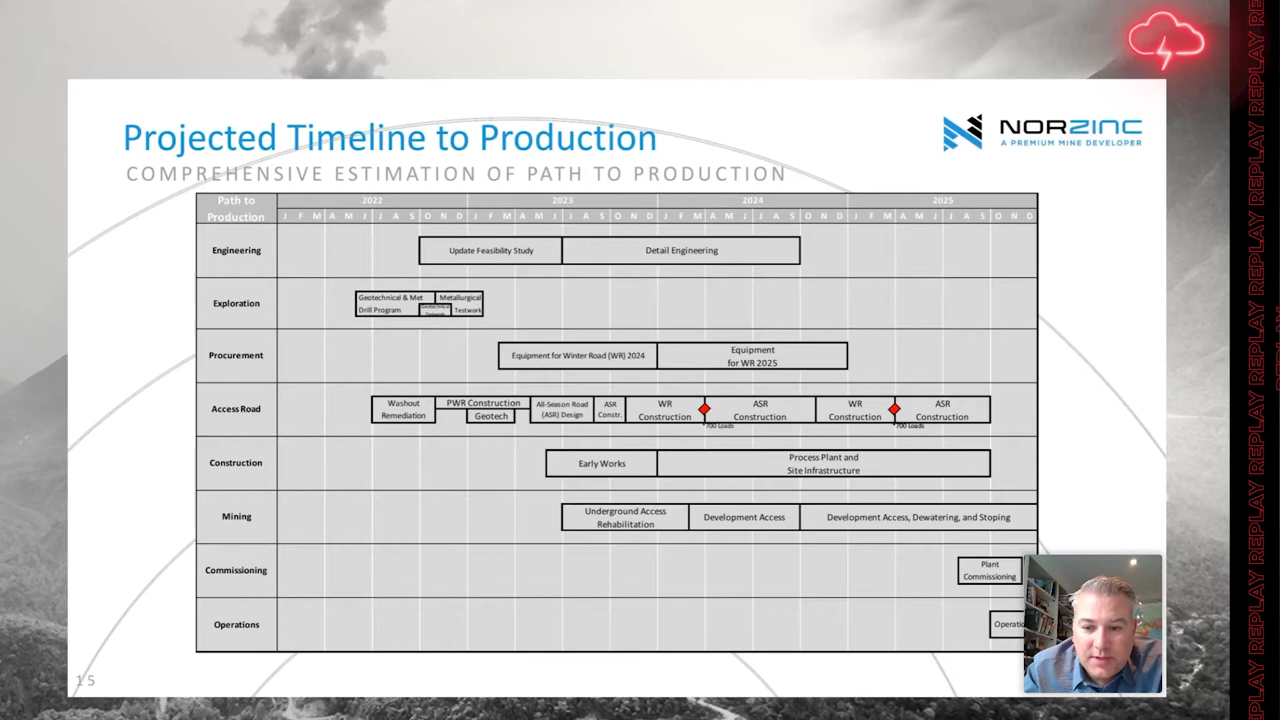 Projected Timeline to Production
COMPREHENSIVE ESTIMATION OF PATH TO PRODUCTION
NORZINC
A PREMIUM MINE DEVELOPER
Path to
Production
2022 2023 2024 2025
J F M A M J J A S O N D J F M A M J J A S O N D J F M A M J J A S O N D J F M A M J J A S O N D
Engineering
Update Feasibility Study
Detail Engineering
Exploration
Geotechnical & Met
Drill Program
Metallurgical
Testwork
Procurement
Equipment for Winter Road (WR) 2024
Equipment
for WR 2025
Access Road
Washout
Remediation
PWR Construction
Geotech
All-Season Road
(ASR) Design
ASR
Constr.
WR
Construction
ASR
Construction
WR
Construction
ASR
Construction
700 Loads
700 Loads
Construction
Early Works
Process Plant and
Site Infrastructure
Mining
Underground Access
Rehabilitation
Development Access
Development Access, Dewatering, and Stoping
Commissioning
Plant
Commissioning
Operations
15
REPLAY REPLAY REPLAY REPLAY REPLAY REPLAY REPLAY